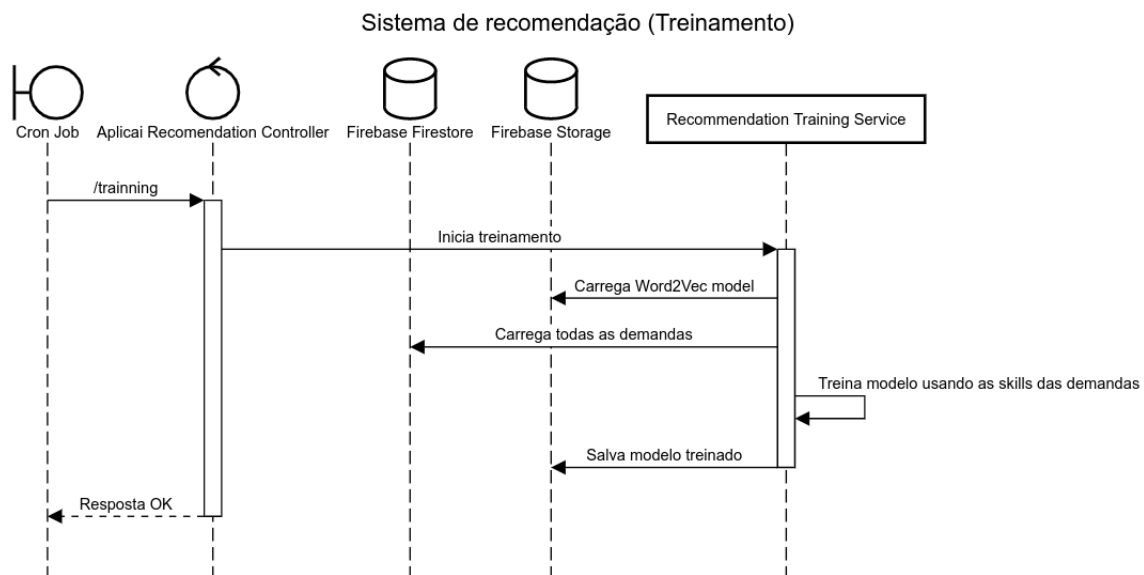 Sistema de recomendação (Treinamento)
Cron Job
Aplicai Recomendation Controller
Firebase Firestore
Firebase Storage
Recommendation Training Service
/trainning
Inicia treinamento
Carrega Word2Vec model
Carrega todas as demandas
Treina modelo usando as skills das demandas
Salva modelo treinado
Resposta OK